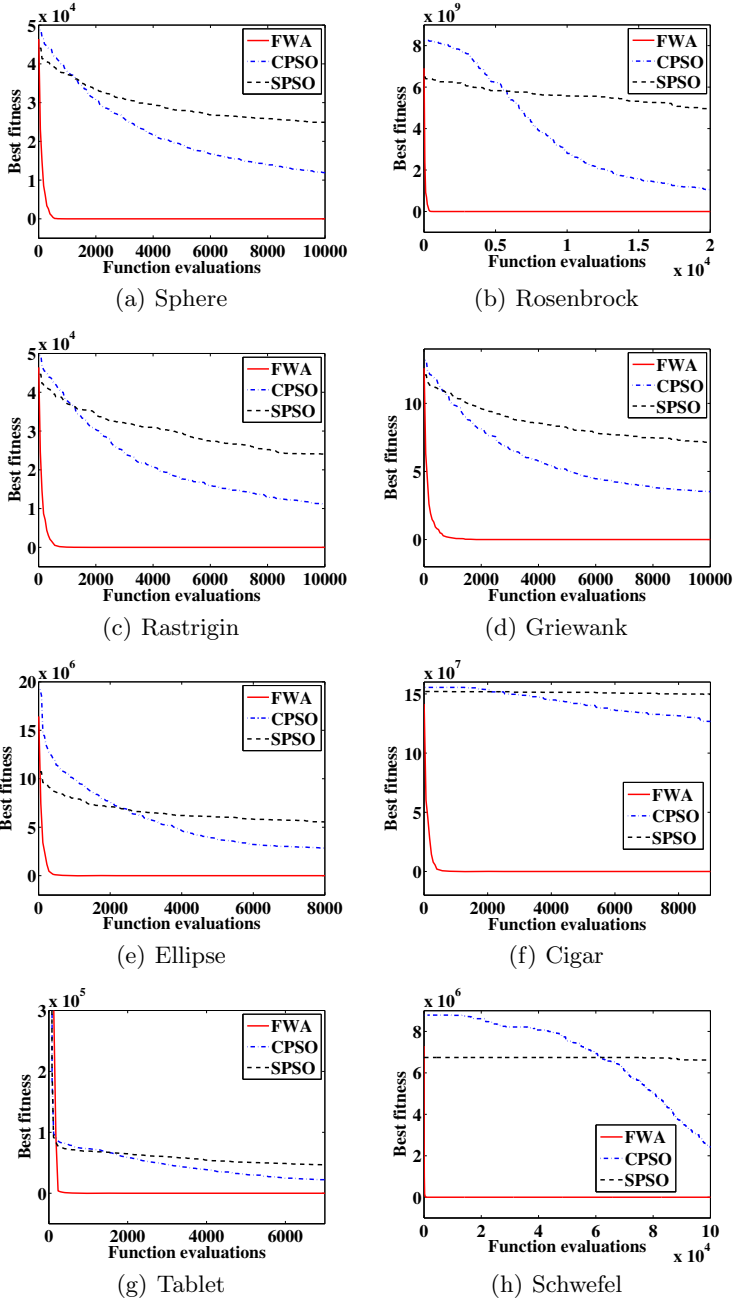 x 10^4
5
4
3
2
1
0
Best fitness
FWA
CPSO
SPSO
0 2000 4000 6000 8000 10000
Function evaluations
(a) Sphere
x 10^9
8
6
4
2
0
Best fitness
FWA
CPSO
SPSO
0 0.5 1 1.5 2
x 10^4
Function evaluations
(b) Rosenbrock
x 10^4
5
4
3
2
1
0
Best fitness
FWA
CPSO
SPSO
0 2000 4000 6000 8000 10000
Function evaluations
(c) Rastrigin
10
5
0
Best fitness
FWA
CPSO
SPSO
0 2000 4000 6000 8000 10000
Function evaluations
(d) Griewank
x 10^6
20
15
10
5
0
Best fitness
FWA
CPSO
SPSO
0 2000 4000 6000 8000
Function evaluations
(e) Ellipse
x 10^7
15
10
5
0
Best fitness
FWA
CPSO
SPSO
0 2000 4000 6000 8000
Function evaluations
(f) Cigar
x 10^5
3
2
1
0
Best fitness
FWA
CPSO
SPSO
0 2000 4000 6000
Function evaluations
(g) Tablet
x 10^6
8
6
4
2
0
Best fitness
FWA
CPSO
SPSO
0 2 4 6 8 10
x 10^4
Function evaluations
(h) Schwefel